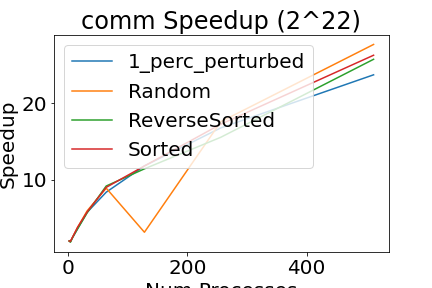 comm Speedup (2^22)
Speedup
20
10
1_perc_perturbed
Random
ReverseSorted
Sorted
0
200
400
Num Processes